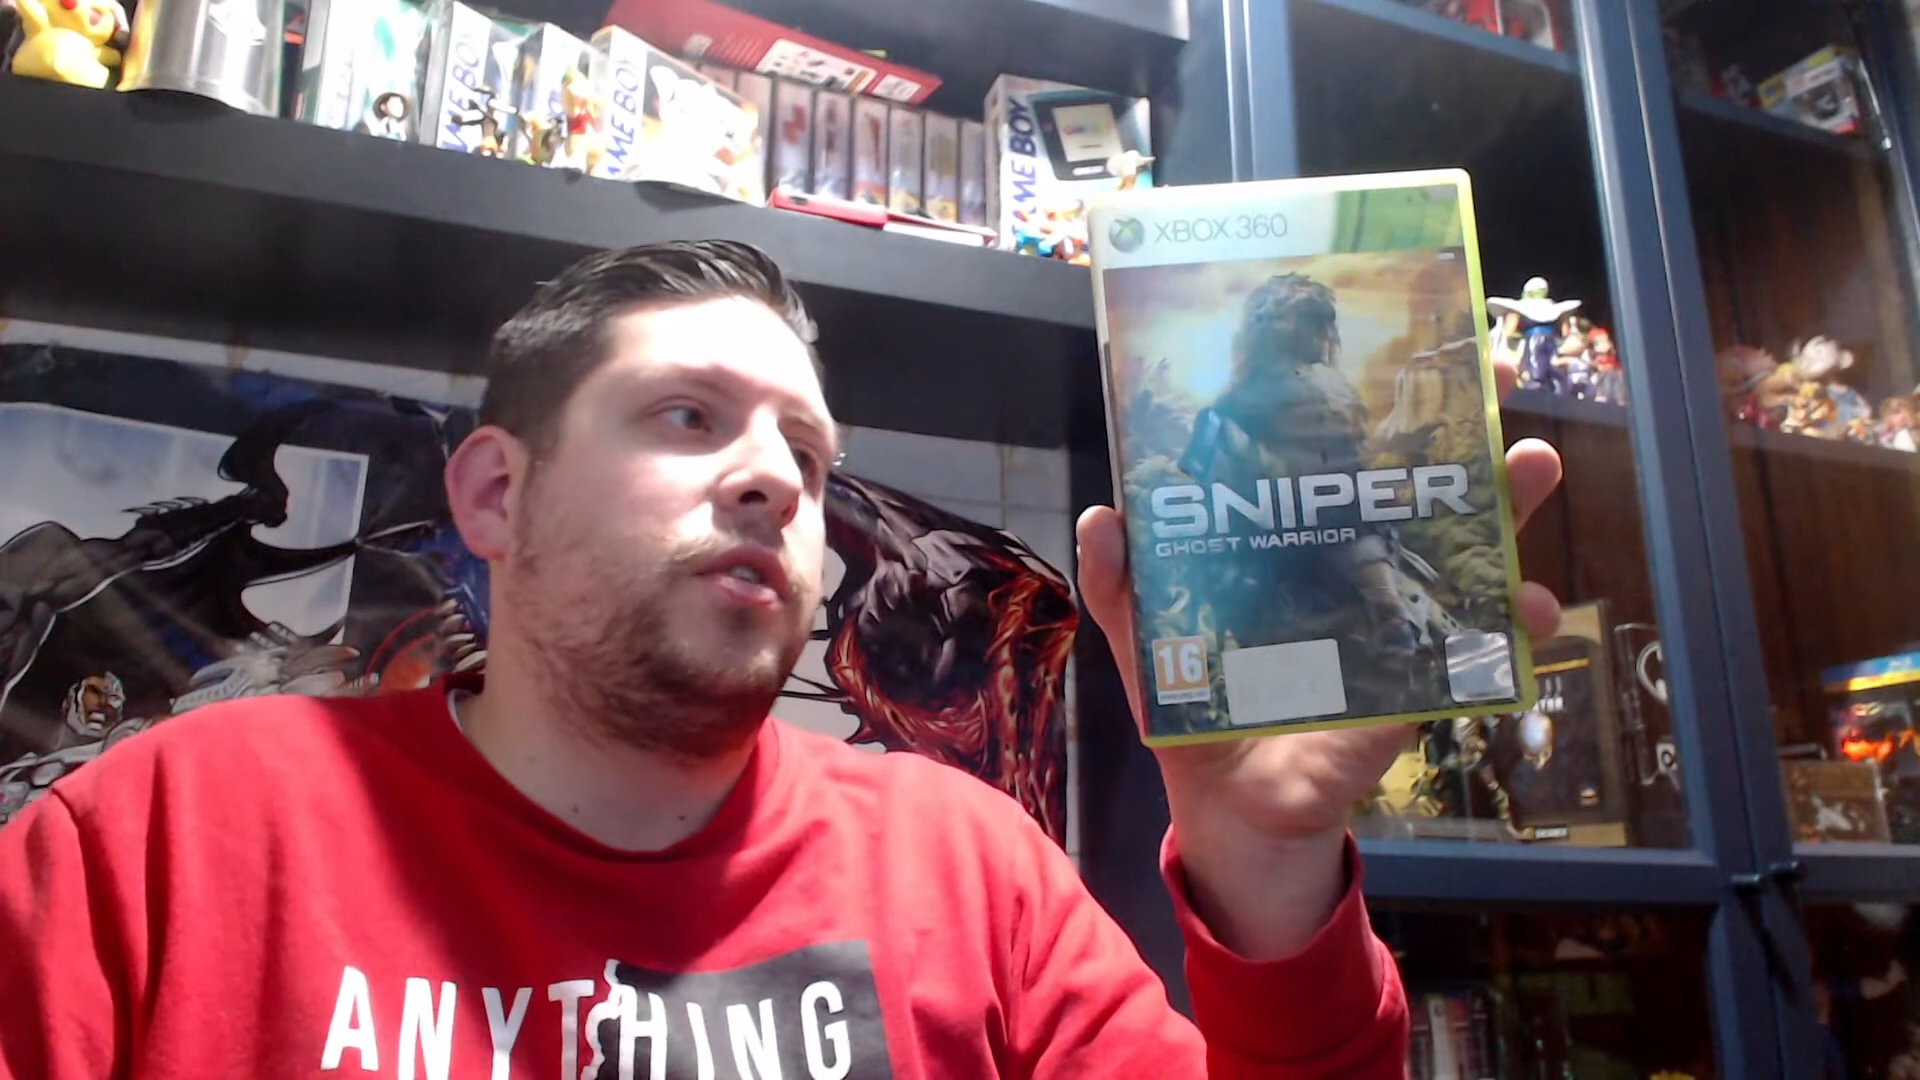 GAME BOY
GAME BOY
GAME BOY
XBOX 360
SNIPER
GHOST WARRIOR
16
ANYTHING